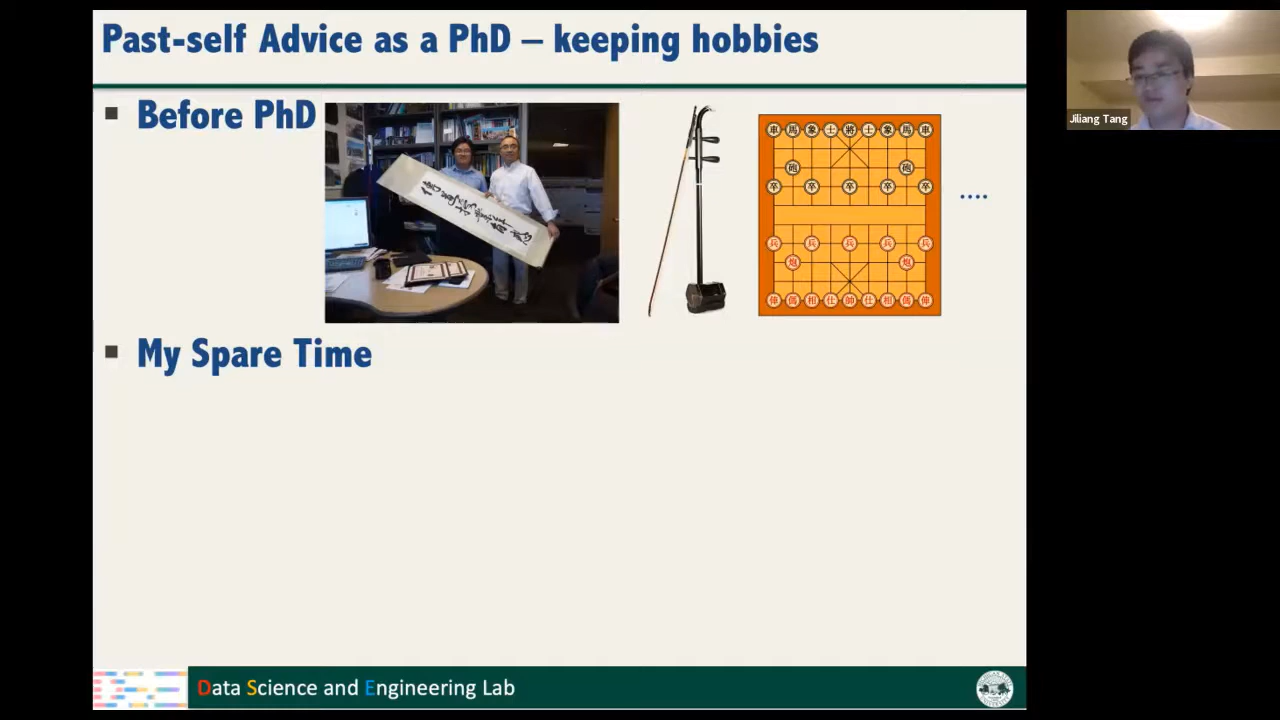 Past-self Advice as a PhD – keeping hobbies
Jiliang Tang
Before PhD
車馬象士將士象馬車
砲砲
卒卒卒卒卒
....
兵兵兵兵兵
炮炮
俥傌相仕帥仕相傌俥
My Spare Time
Data Science and Engineering Lab